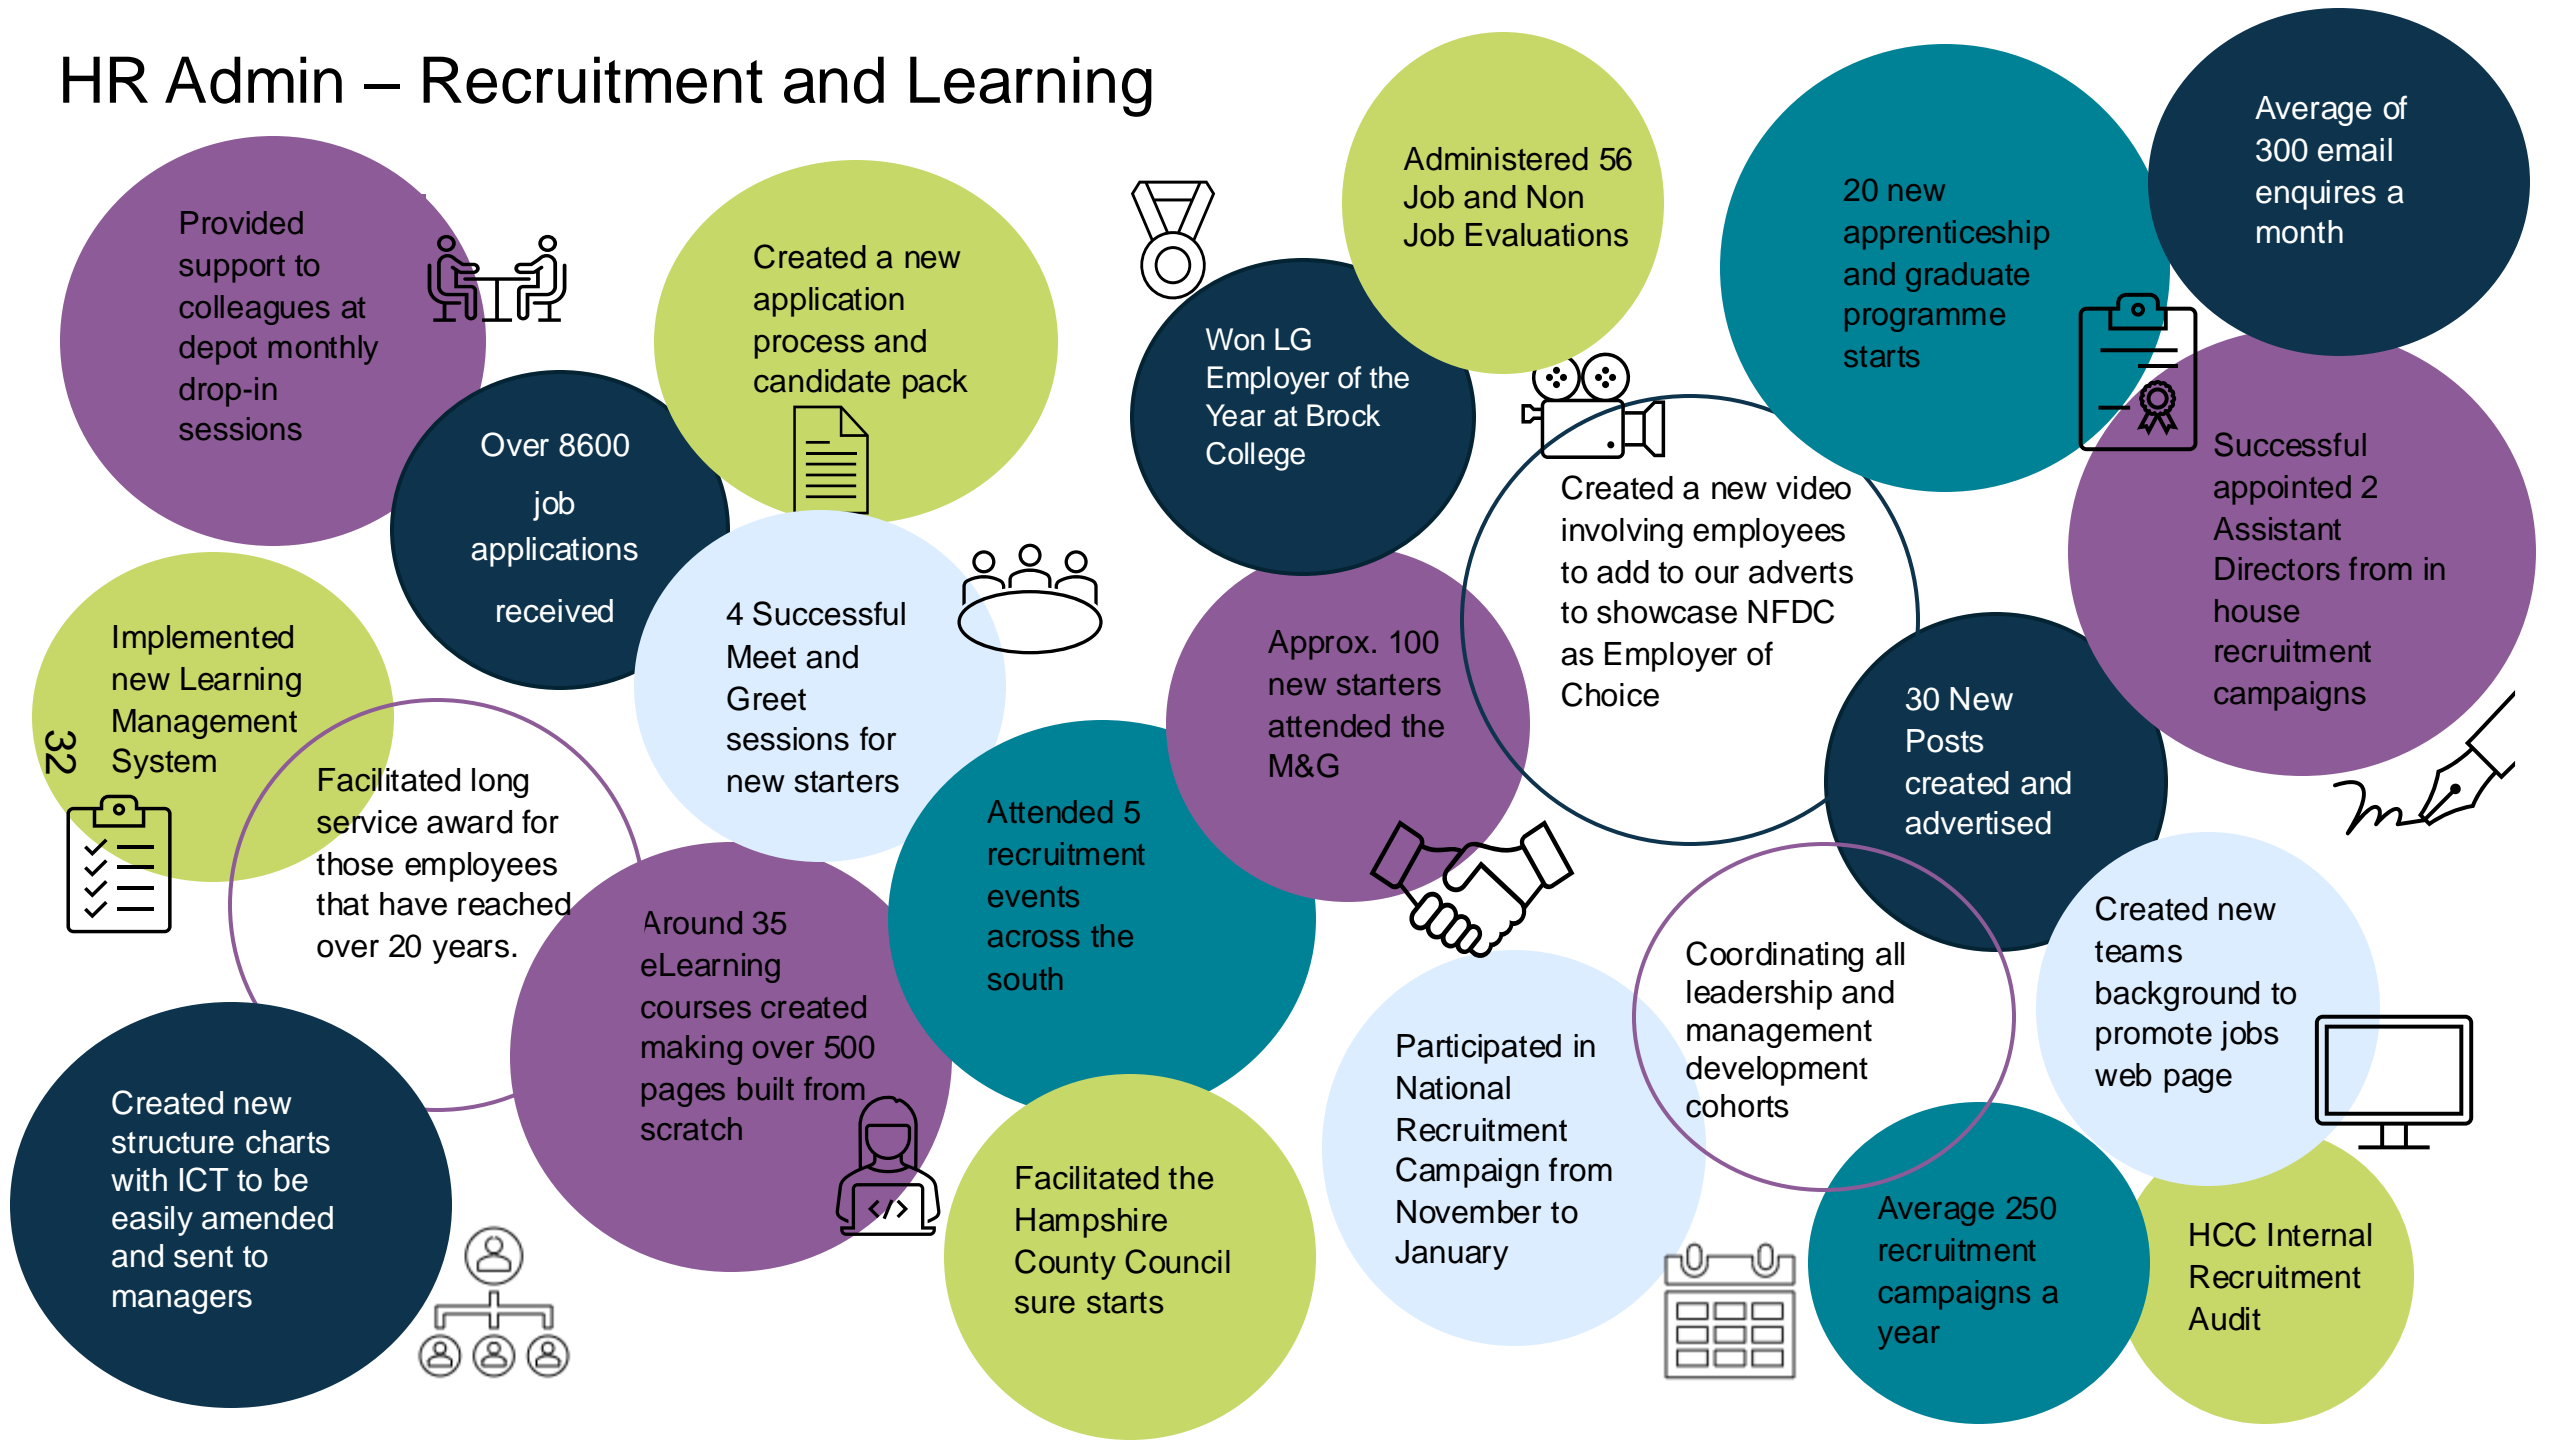 HR Admin – Recruitment and Learning
Provided
support to
colleagues at
depot monthly
drop-in
sessions
Over 8600
job
applications
received
Created a new
application
process and
candidate pack
Won LG
Employer of the
Year at Brock
College
Administered 56
Job and Non
Job Evaluations
20 new
apprenticeship
and graduate
programme
starts
Average of
300 email
enquires a
month
Successful
appointed 2
Assistant
Directors from in
house
recruitment
campaigns
Created a new video
involving employees
to add to our adverts
to showcase NFDC
as Employer of
Choice
Implemented
new Learning
Management
System
32
4 Successful
Meet and
Greet
sessions for
new starters
Approx. 100
new starters
attended the
M&G
30 New
Posts
created and
advertised
Facilitated long
service award for
those employees
that have reached
over 20 years.
Around 35
eLearning
courses created
making over 500
pages built from
scratch
Attended 5
recruitment
events
across the
south
Coordinating all
leadership and
management
development
cohorts
Created new
teams
background to
promote jobs
web page
Created new
structure charts
with ICT to be
easily amended
and sent to
managers
</>
Facilitated the
Hampshire
County Council
sure starts
Participated in
National
Recruitment
Campaign from
November to
January
Average 250
recruitment
campaigns a
year
HCC Internal
Recruitment
Audit